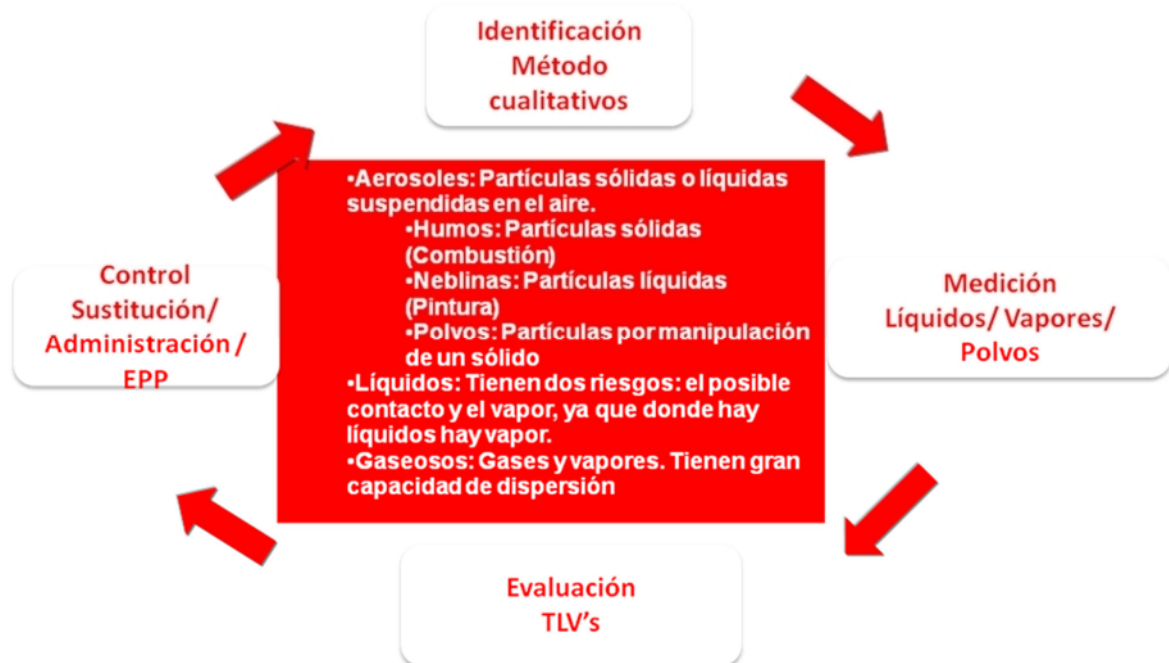 Identificación
Método
cualitativos
•Aerosoles: Partículas sólidas o líquidas
suspendidas en el aire.
•Humos: Partículas sólidas
(Combustión)
•Neblinas: Partículas líquidas
(Pintura)
•Polvos: Partículas por manipulación
de un sólido
•Líquidos: Tienen dos riesgos: el posible
contacto y el vapor, ya que donde hay
líquidos hay vapor.
•Gaseosos: Gases y vapores. Tienen gran
capacidad de dispersión
Medición
Líquidos/ Vapores/
Polvos
Evaluación
TLV's
Control
Sustitución/
Administración /
EPP